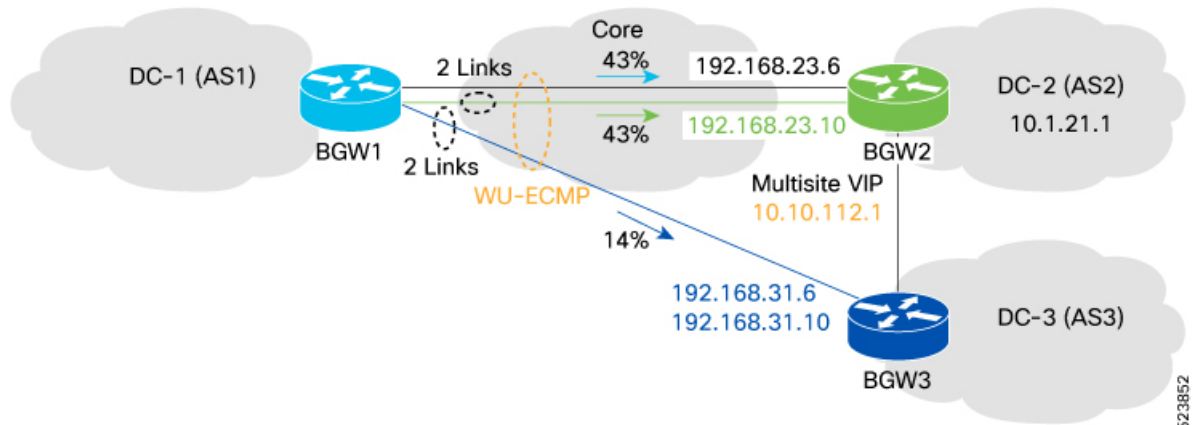 Core
DC-1 (AS1)
2 Links
43%
192.168.23.6
DC-2 (AS2)
10.1.21.1
43%
192.168.23.10
BGW1
2 Links
BGW2
WU-ECMP
Multisite VIP
10.10.112.1
14%
192.168.31.6
192.168.31.10
DC-3 (AS3)
BGW3
523852